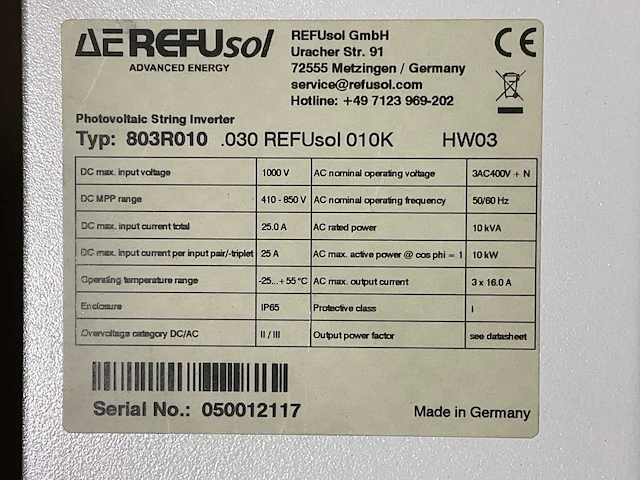 AE REFUsol
ADVANCED ENERGY
REFUsol GmbH
Uracher Str. 91
72555 Metzingen / Germany
service@refusol.com
Hotline: +49 7123 969-202
CE
Photovoltaic String Inverter
Typ: 803R010 .030 REFUsol 010K HW03
DC max. input voltage 1000 V AC nominal operating voltage 3AC400V + N
DC MPP range 410 - 850 V AC nominal operating frequency 50/60 Hz
DC max. input current total 25.0 A AC rated power 10 kVA
DC max. input current per input pair/-triplet 25 A AC max. active power @ cos phi = 1 10 kW
Operating temperature range -25...+55 °C AC max. output current 3 x 16.0 A
Enclosure IP65 Protective class I
Overvoltage category DC/AC II / III Output power factor see datasheet
Serial No.: 050012117
Made in Germany